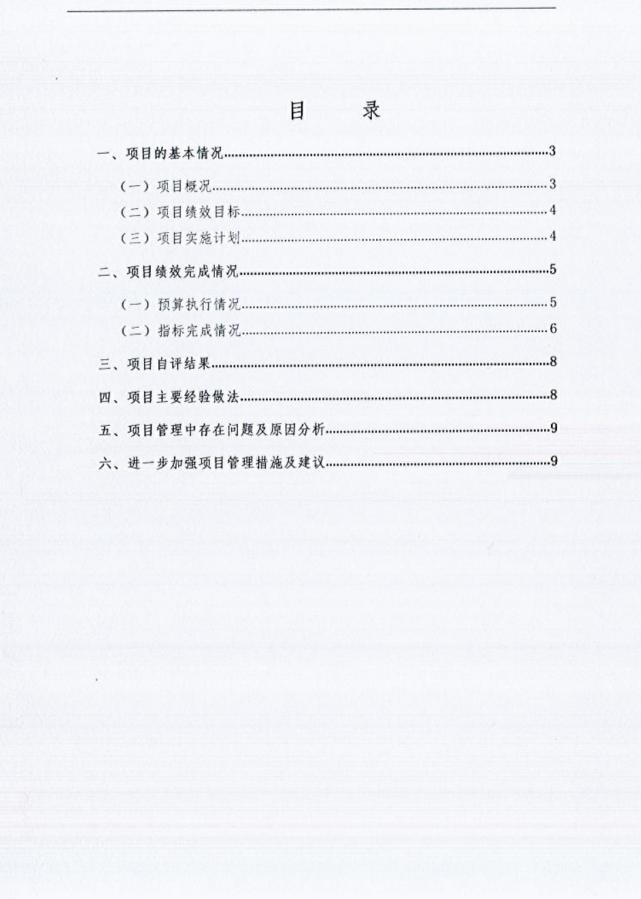 目 录
一、项目的基本情况........................3
（一）项目概况........................3
（二）项目绩效目标........................4
（三）项目实施计划........................4
二、项目绩效完成情况........................5
（一）预算执行情况........................5
（二）指标完成情况........................6
三、项目自评结果........................8
四、项目主要经验做法........................8
五、项目管理中存在问题及原因分析........................9
六、进一步加强项目管理措施及建议........................9